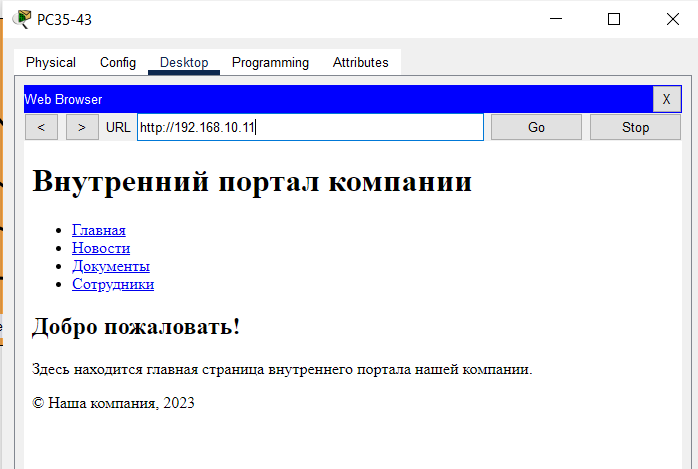 PC35-43
Physical Config Desktop Programming Attributes
Web Browser X
< > URL http://192.168.10.11 Go Stop
Внутренний портал компании
Главная
Новости
Документы
Сотрудники
Добро пожаловать!
Здесь находится главная страница внутреннего портала нашей компании.
© Наша компания, 2023